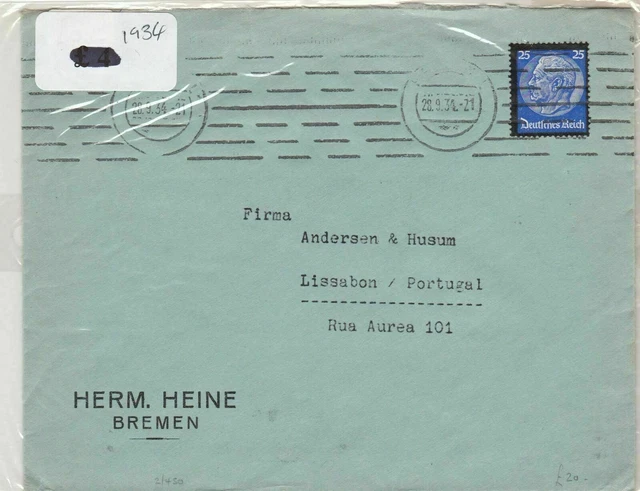 1934
28.9.34.-21
28.9.34.-21
25 25
Deutsches Reich
Firma
Andersen & Husum
Lissabon / Portugal
Rua Aurea 101
HERM. HEINE
BREMEN
£20-